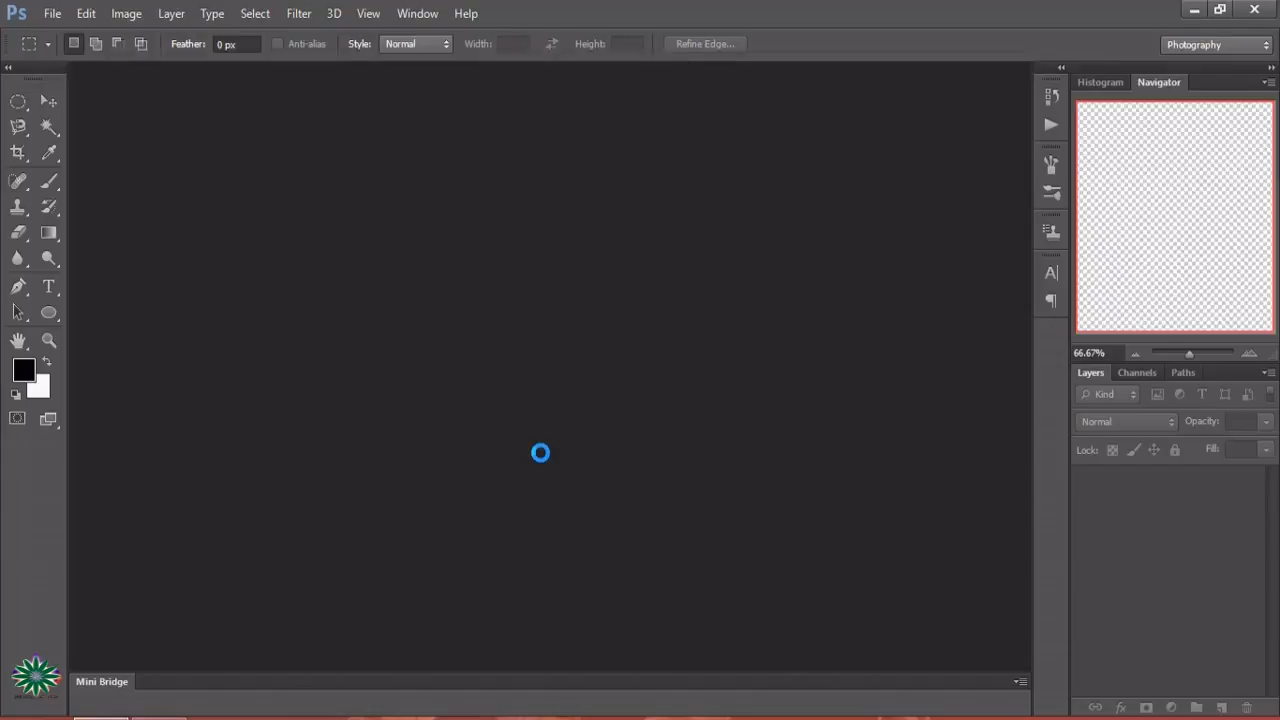 Ps File Edit Image Layer Type Select Filter 3D View Window Help
Feather: 0 px Anti-alias Style: Normal Width: Height: Refine Edge... Photography
Histogram Navigator
66.67%
Layers Channels Paths
Kind
Normal Opacity:
Lock: Fill:
Mini Bridge